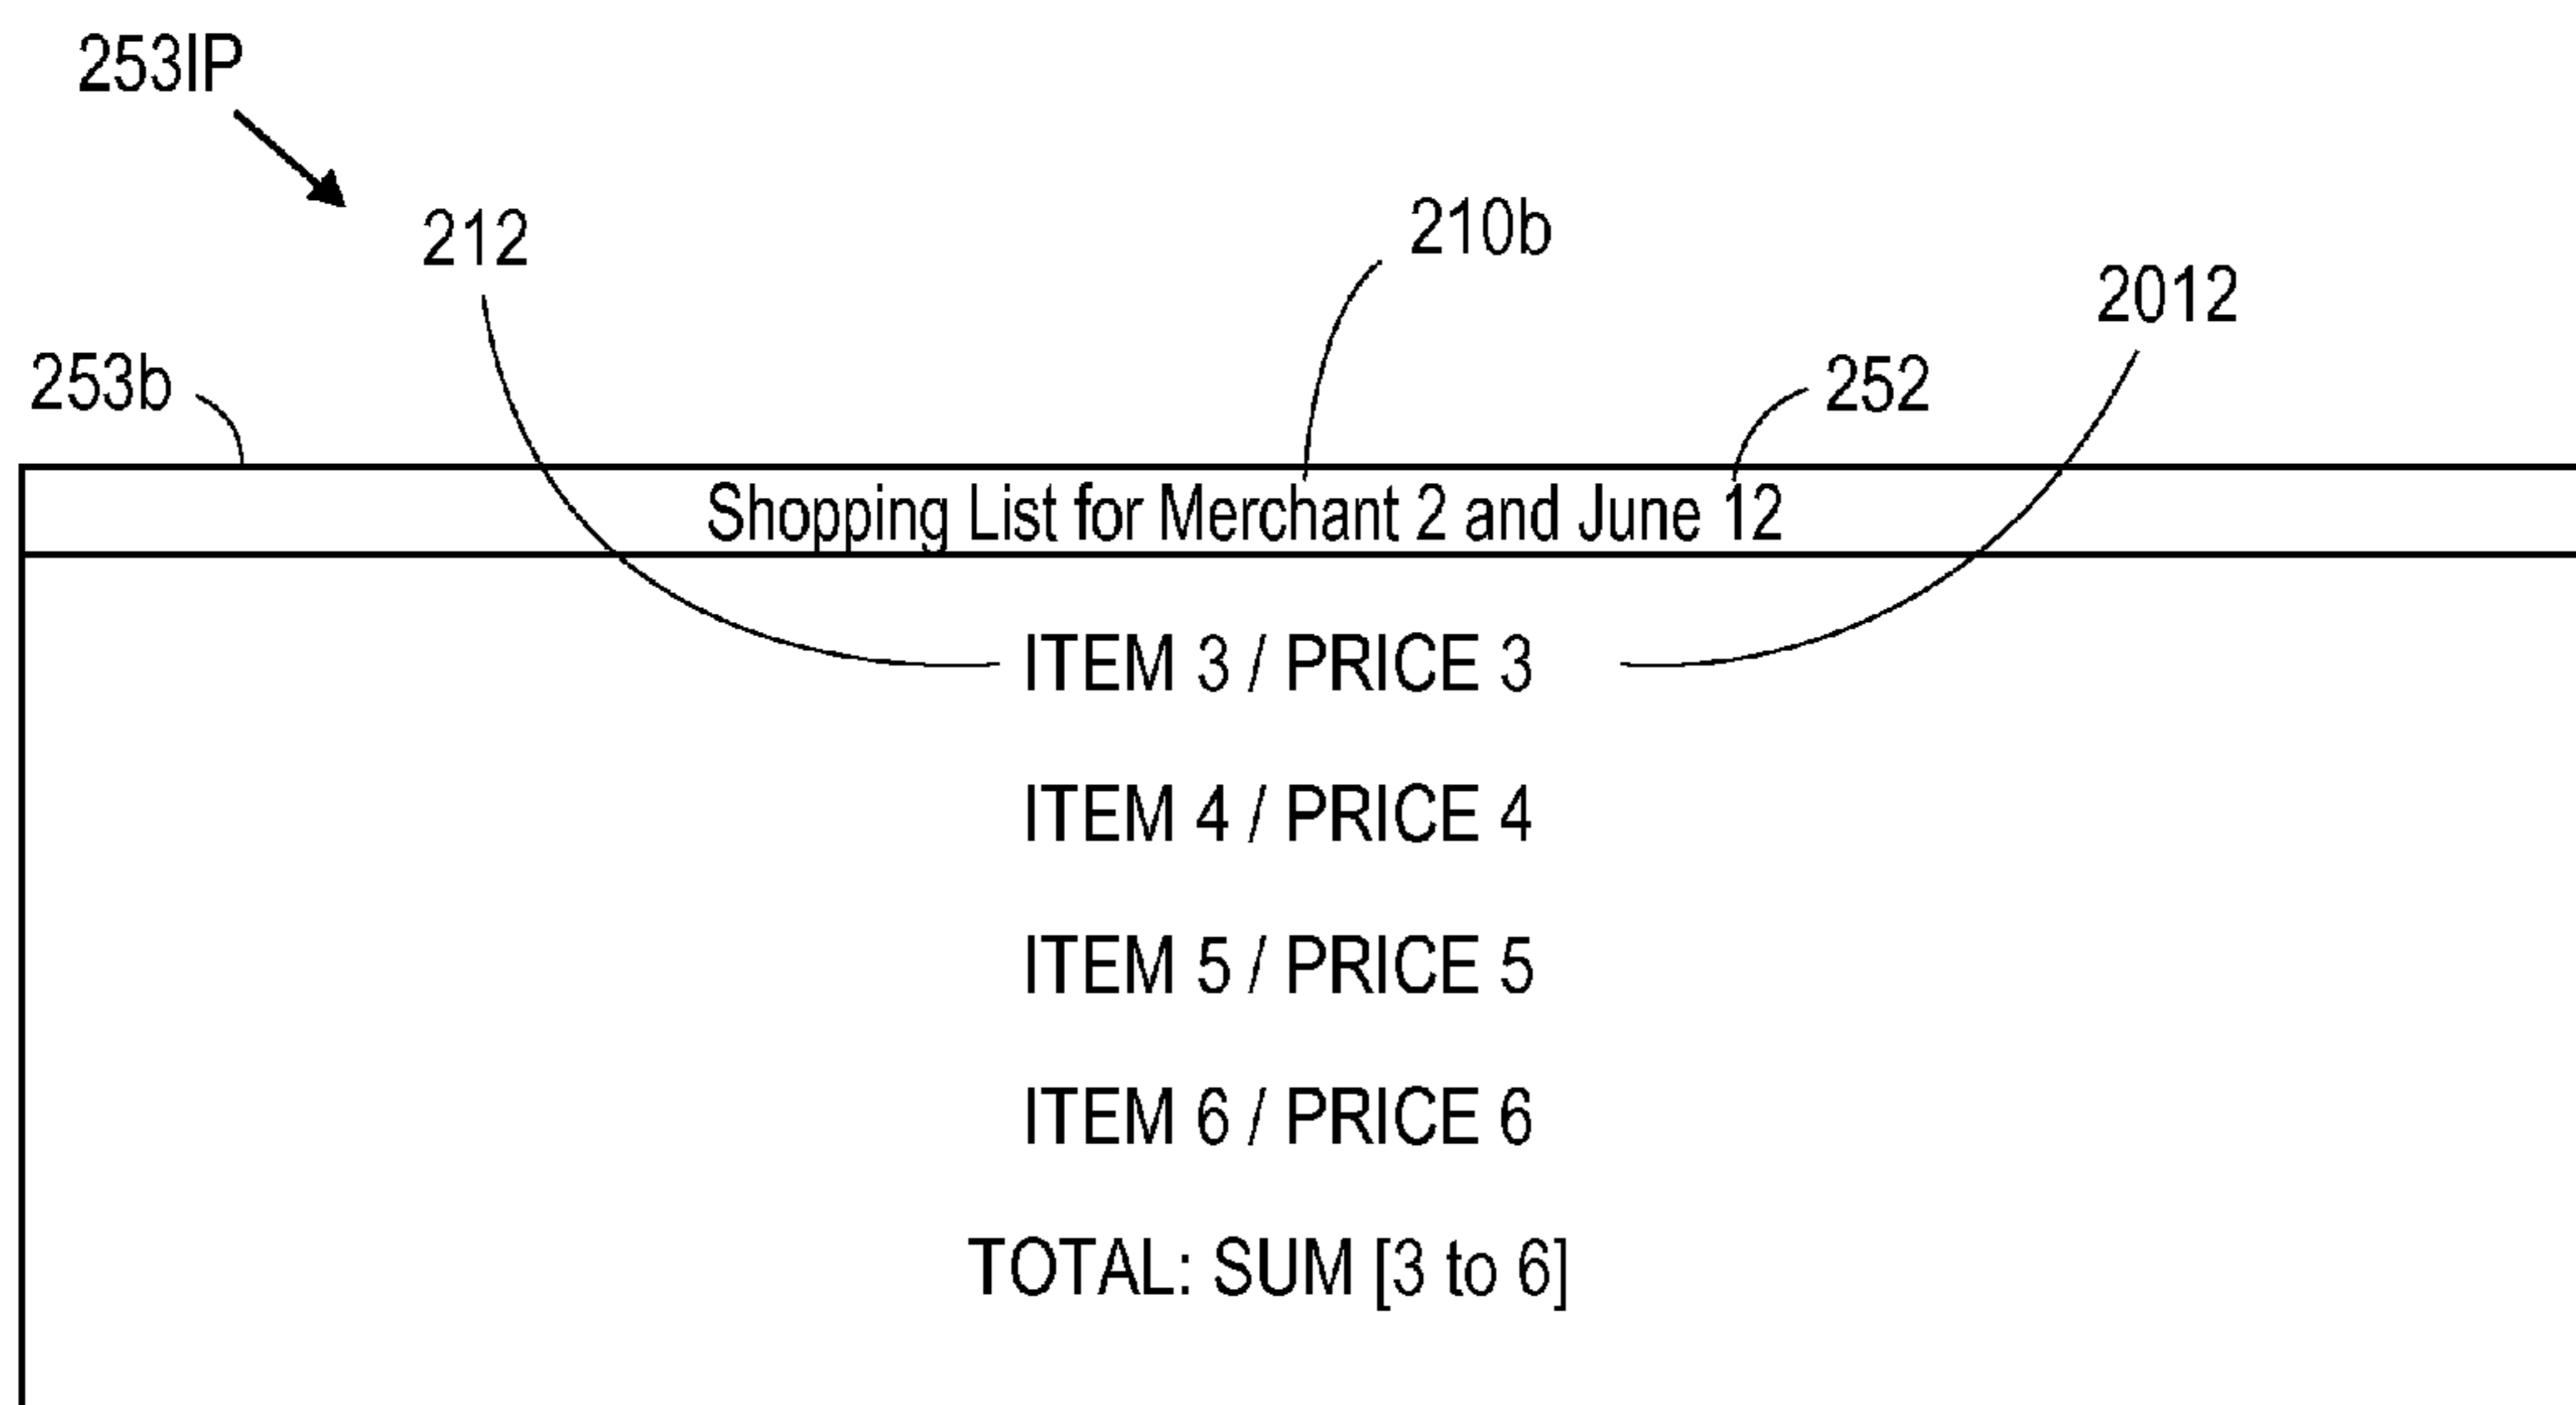 253IP
212
210b
2012
253b
252
Shopping List for Merchant 2 and June 12
ITEM 3 / PRICE 3
ITEM 4 / PRICE 4
ITEM 5 / PRICE 5
ITEM 6 / PRICE 6
TOTAL: SUM [3 to 6]